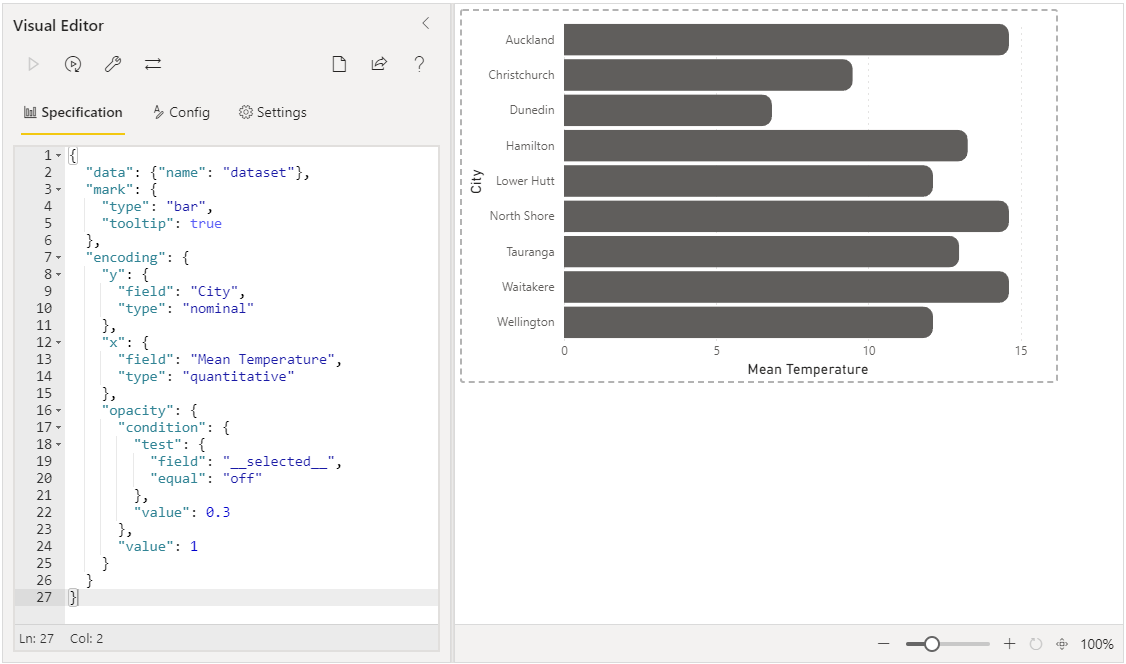 Visual Editor
Specification
Config
Settings
1 {
2 "data": {"name": "dataset"},
3 "mark": {
4 "type": "bar",
5 "tooltip": true
6 },
7 "encoding": {
8 "y": {
9 "field": "City",
10 "type": "nominal"
11 },
12 "x": {
13 "field": "Mean Temperature",
14 "type": "quantitative"
15 },
16 "opacity": {
17 "condition": {
18 "test": {
19 "field": "__selected__",
20 "equal": "off"
21 },
22 "value": 0.3
23 },
24 "value": 1
25 }
26 }
27 }
Ln: 27 Col: 2
City
Auckland
Christchurch
Dunedin
Hamilton
Lower Hutt
North Shore
Tauranga
Waitakere
Wellington
0 5 10 15
Mean Temperature
100%